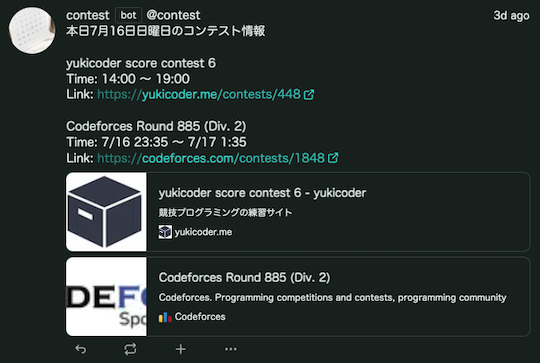 contest bot @contest 3d ago
本日7月16日日曜日のコンテスト情報
yukicoder score contest 6
Time: 14:00 〜 19:00
Link: https://yukicoder.me/contests/448
Codeforces Round 885 (Div. 2)
Time: 7/16 23:35 〜 7/17 1:35
Link: https://codeforces.com/contests/1848
yukicoder score contest 6 - yukicoder
競技プログラミングの練習サイト
yukicoder.me
DEFO
Spo
Codeforces Round 885 (Div. 2)
Codeforces. Programming competitions and contests, programming community
Codeforces